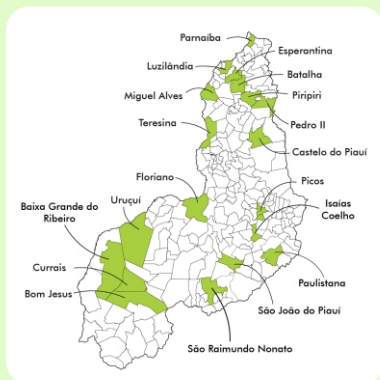 Parnaíba
Esperantina
Luzilândia
Batalha
Miguel Alves
Piripiri
Teresina
Pedro II
Castelo do Piauí
Floriano
Picos
Uruçuí
Isaías
Coelho
Baixa Grande do
Ribeiro
Currais
Bom Jesus
Paulistana
São João do Piauí
São Raimundo Nonato